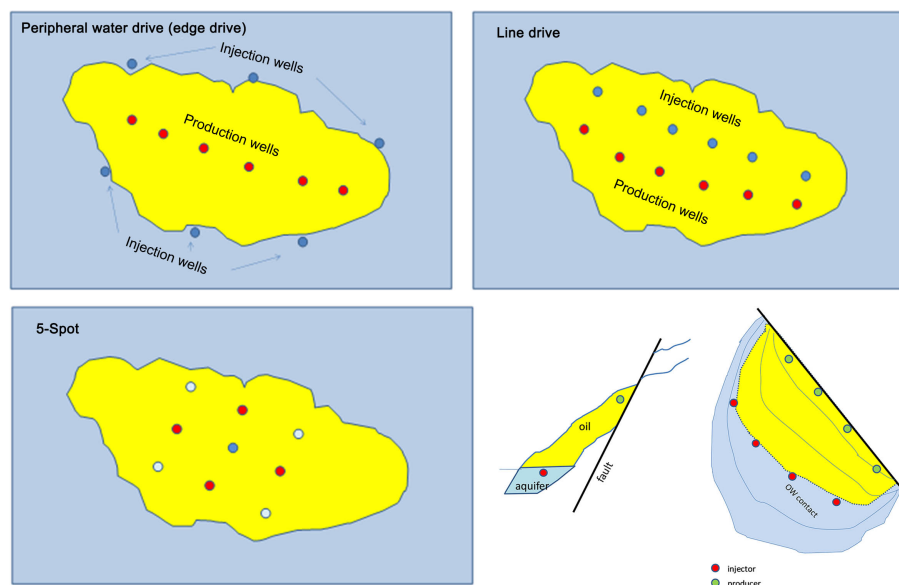 Peripheral water drive (edge drive)
Injection wells
Production wells
Injection wells
Line drive
Injection wells
Production wells
5-Spot
oil
aquifer
fault
OW contact
injector
producer